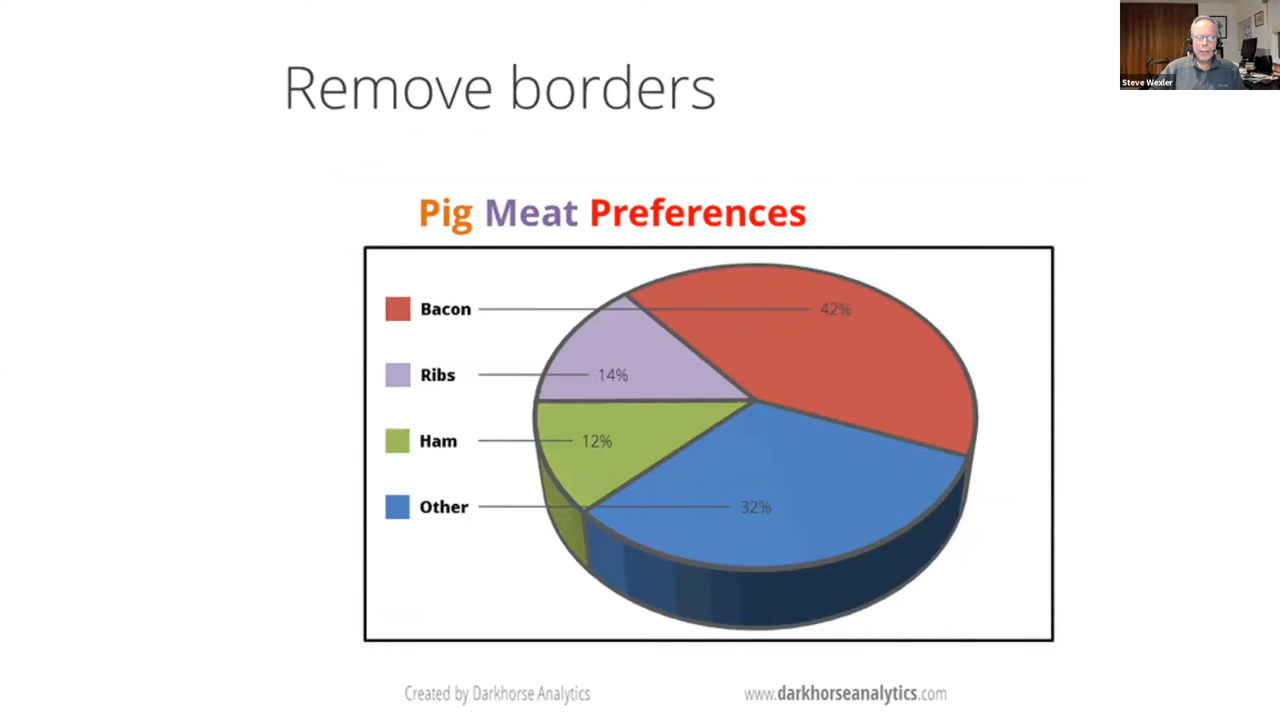 Remove borders
Steve Wexler
Pig Meat Preferences
Bacon 42%
Ribs 14%
Ham 12%
Other 32%
Created by Darkhorse Analytics www.darkhorseanalytics.com